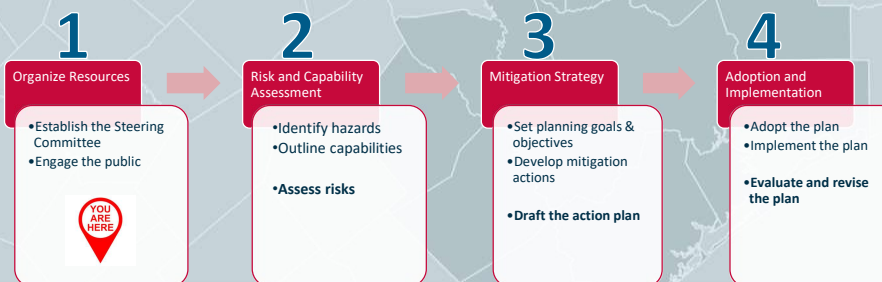 1
Organize Resources
•Establish the Steering
Committee
•Engage the public
YOU
ARE
HERE
2
Risk and Capability
Assessment
•Identify hazards
•Outline capabilities
•Assess risks
3
Mitigation Strategy
•Set planning goals &
objectives
•Develop mitigation
actions
•Draft the action plan
4
Adoption and
Implementation
•Adopt the plan
•Implement the plan
•Evaluate and revise
the plan